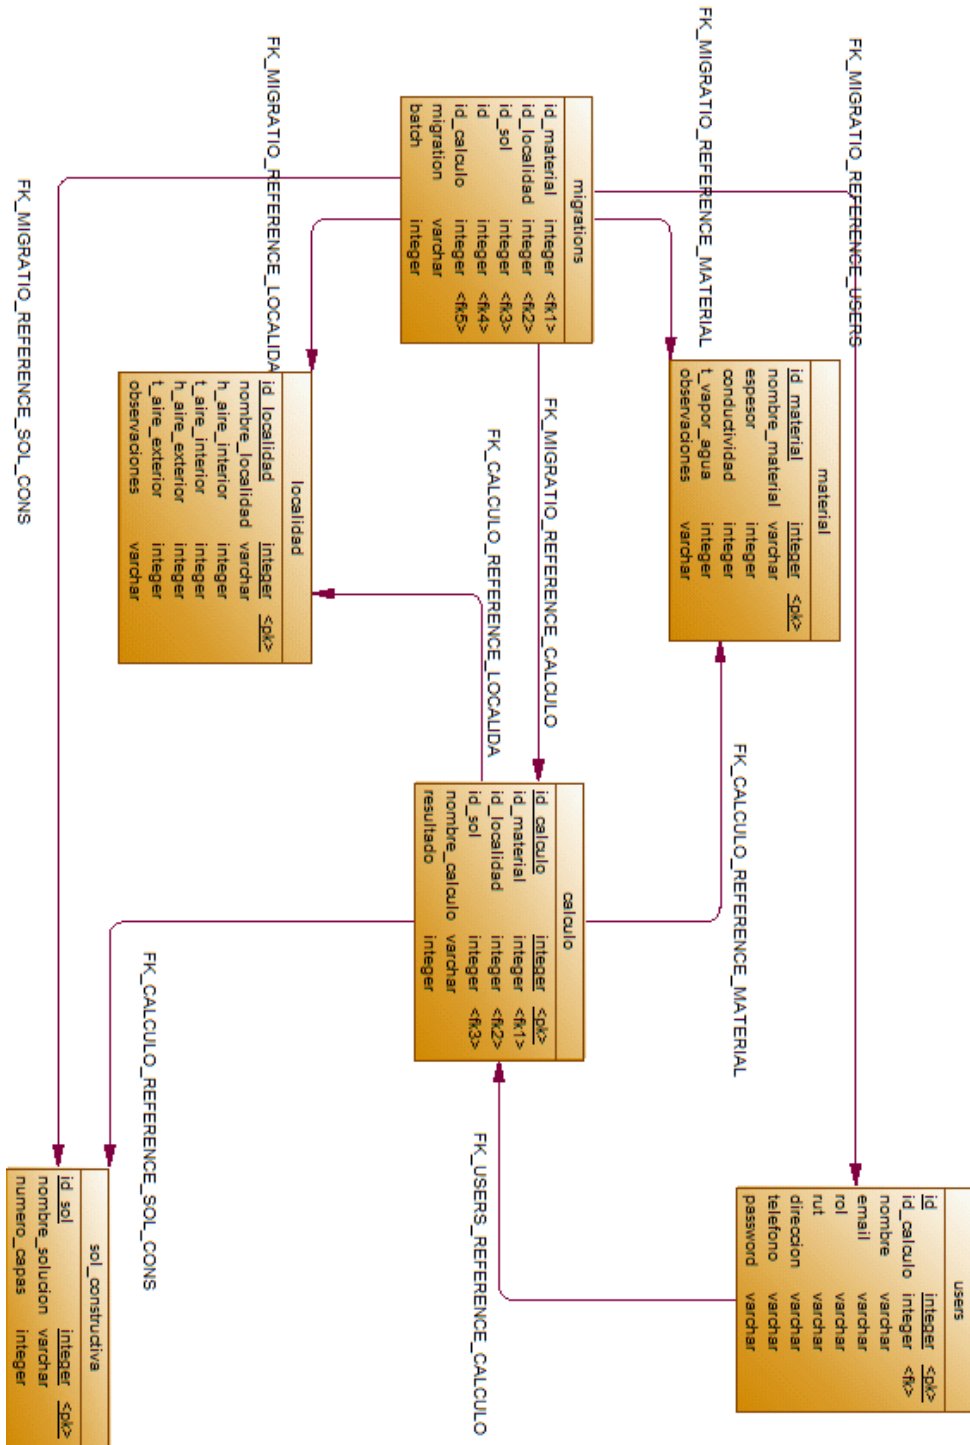 users
id integer <pk>
id_calculo integer <fk>
nombre varchar
email varchar
rol varchar
rut varchar
direccion varchar
telefono varchar
password varchar
FK_MIGRATIO_REFERENCE_USERS
material
id_material integer <pk>
nombre_material varchar
espesor integer
conductividad integer
t_vapor_agua integer
observaciones varchar
FK_MIGRATIO_REFERENCE_MATERIAL
FK_CALCULO_REFERENCE_MATERIAL
migrations
id_material integer <fk1>
id_localidad integer <fk2>
id_sol integer <fk3>
id integer <fk4>
id_calculo integer <fk5>
migration varchar
batch integer
FK_MIGRATIO_REFERENCE_CALCULO
calculo
id_calculo integer <pk>
id_material integer <fk1>
id_localidad integer <fk2>
id_sol integer <fk3>
nombre_calculo varchar
resultado integer
FK_CALCULO_REFERENCE_LOCALIDA
FK_USERS_REFERENCE_CALCULO
FK_MIGRATIO_REFERENCE_LOCALIDA
localidad
id_localidad integer <pk>
nombre_localidad varchar
h_aire_interior integer
t_aire_interior integer
h_aire_exterior integer
t_aire_exterior integer
observaciones varchar
FK_CALCULO_REFERENCE_SOL_CONS
sol_constructiva
id_sol integer <pk>
nombre_solucion varchar
numero_capas integer
FK_MIGRATIO_REFERENCE_SOL_CONS